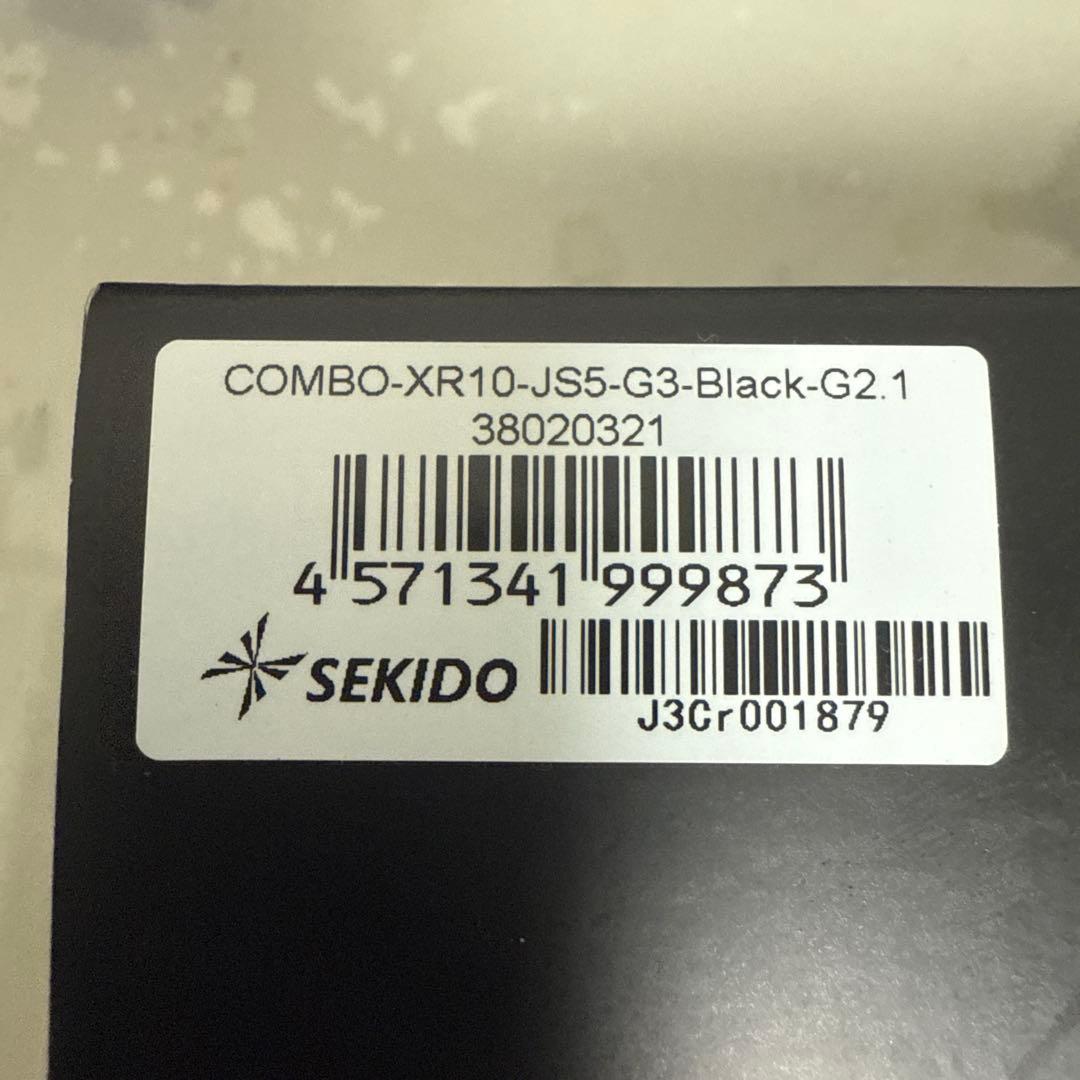 COMBO-XR10-JS5-G3-Black-G2.1
38020321
4 571341 999873
SEKIDO
J3Cr001879